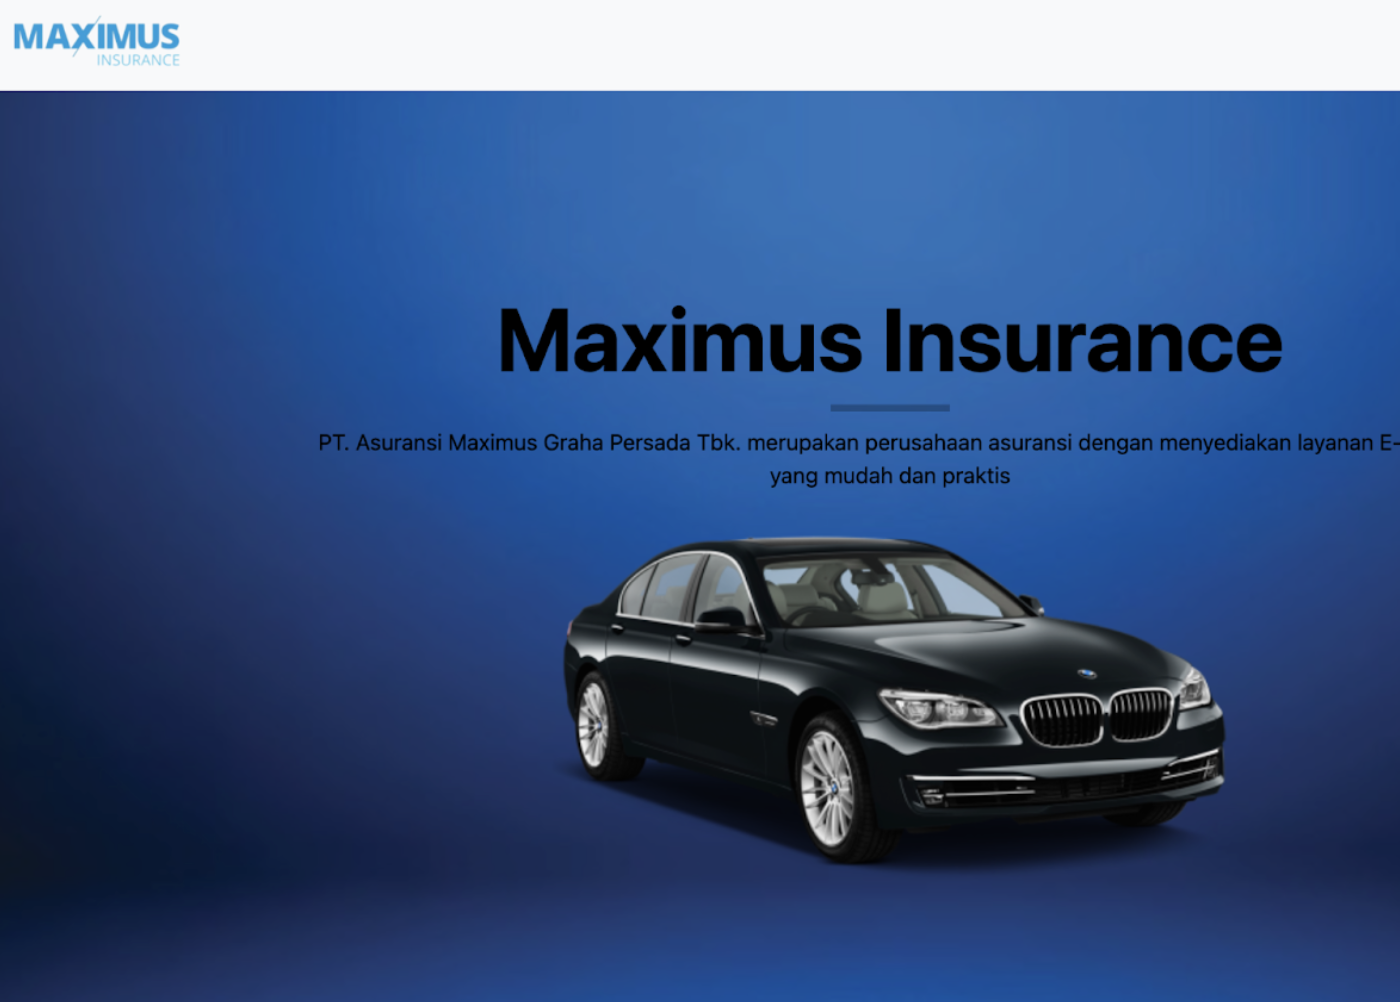 MAXIMUS
INSURANCE
Maximus Insurance
PT. Asuransi Maximus Graha Persada Tbk. merupakan perusahaan asuransi dengan menyediakan layanan E-
yang mudah dan praktis